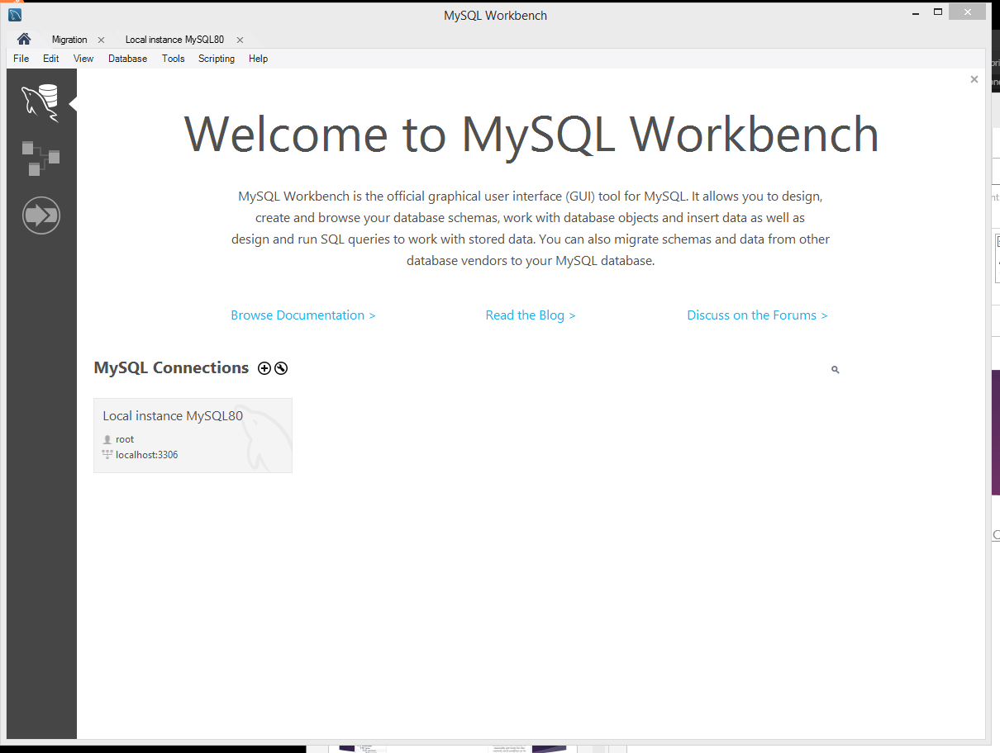 MySQL Workbench
Migration
Local instance MySQL80
File Edit View Database Tools Scripting Help
Welcome to MySQL Workbench
MySQL Workbench is the official graphical user interface (GUI) tool for MySQL. It allows you to design,
create and browse your database schemas, work with database objects and insert data as well as
design and run SQL queries to work with stored data. You can also migrate schemas and data from other
database vendors to your MySQL database.
Browse Documentation > Read the Blog > Discuss on the Forums >
MySQL Connections
Local instance MySQL80
root
localhost:3306